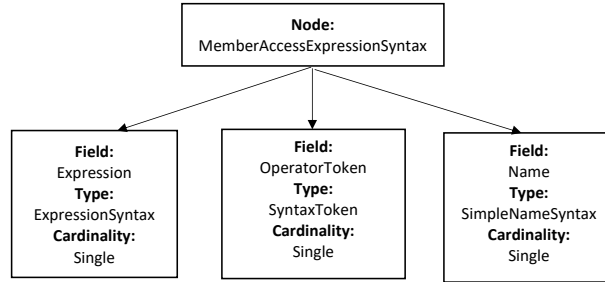 Node:
MemberAccessExpressionSyntax
Field:
Expression
Type:
ExpressionSyntax
Cardinality:
Single
Field:
OperatorToken
Type:
SyntaxToken
Cardinality:
Single
Field:
Name
Type:
SimpleNameSyntax
Cardinality:
Single